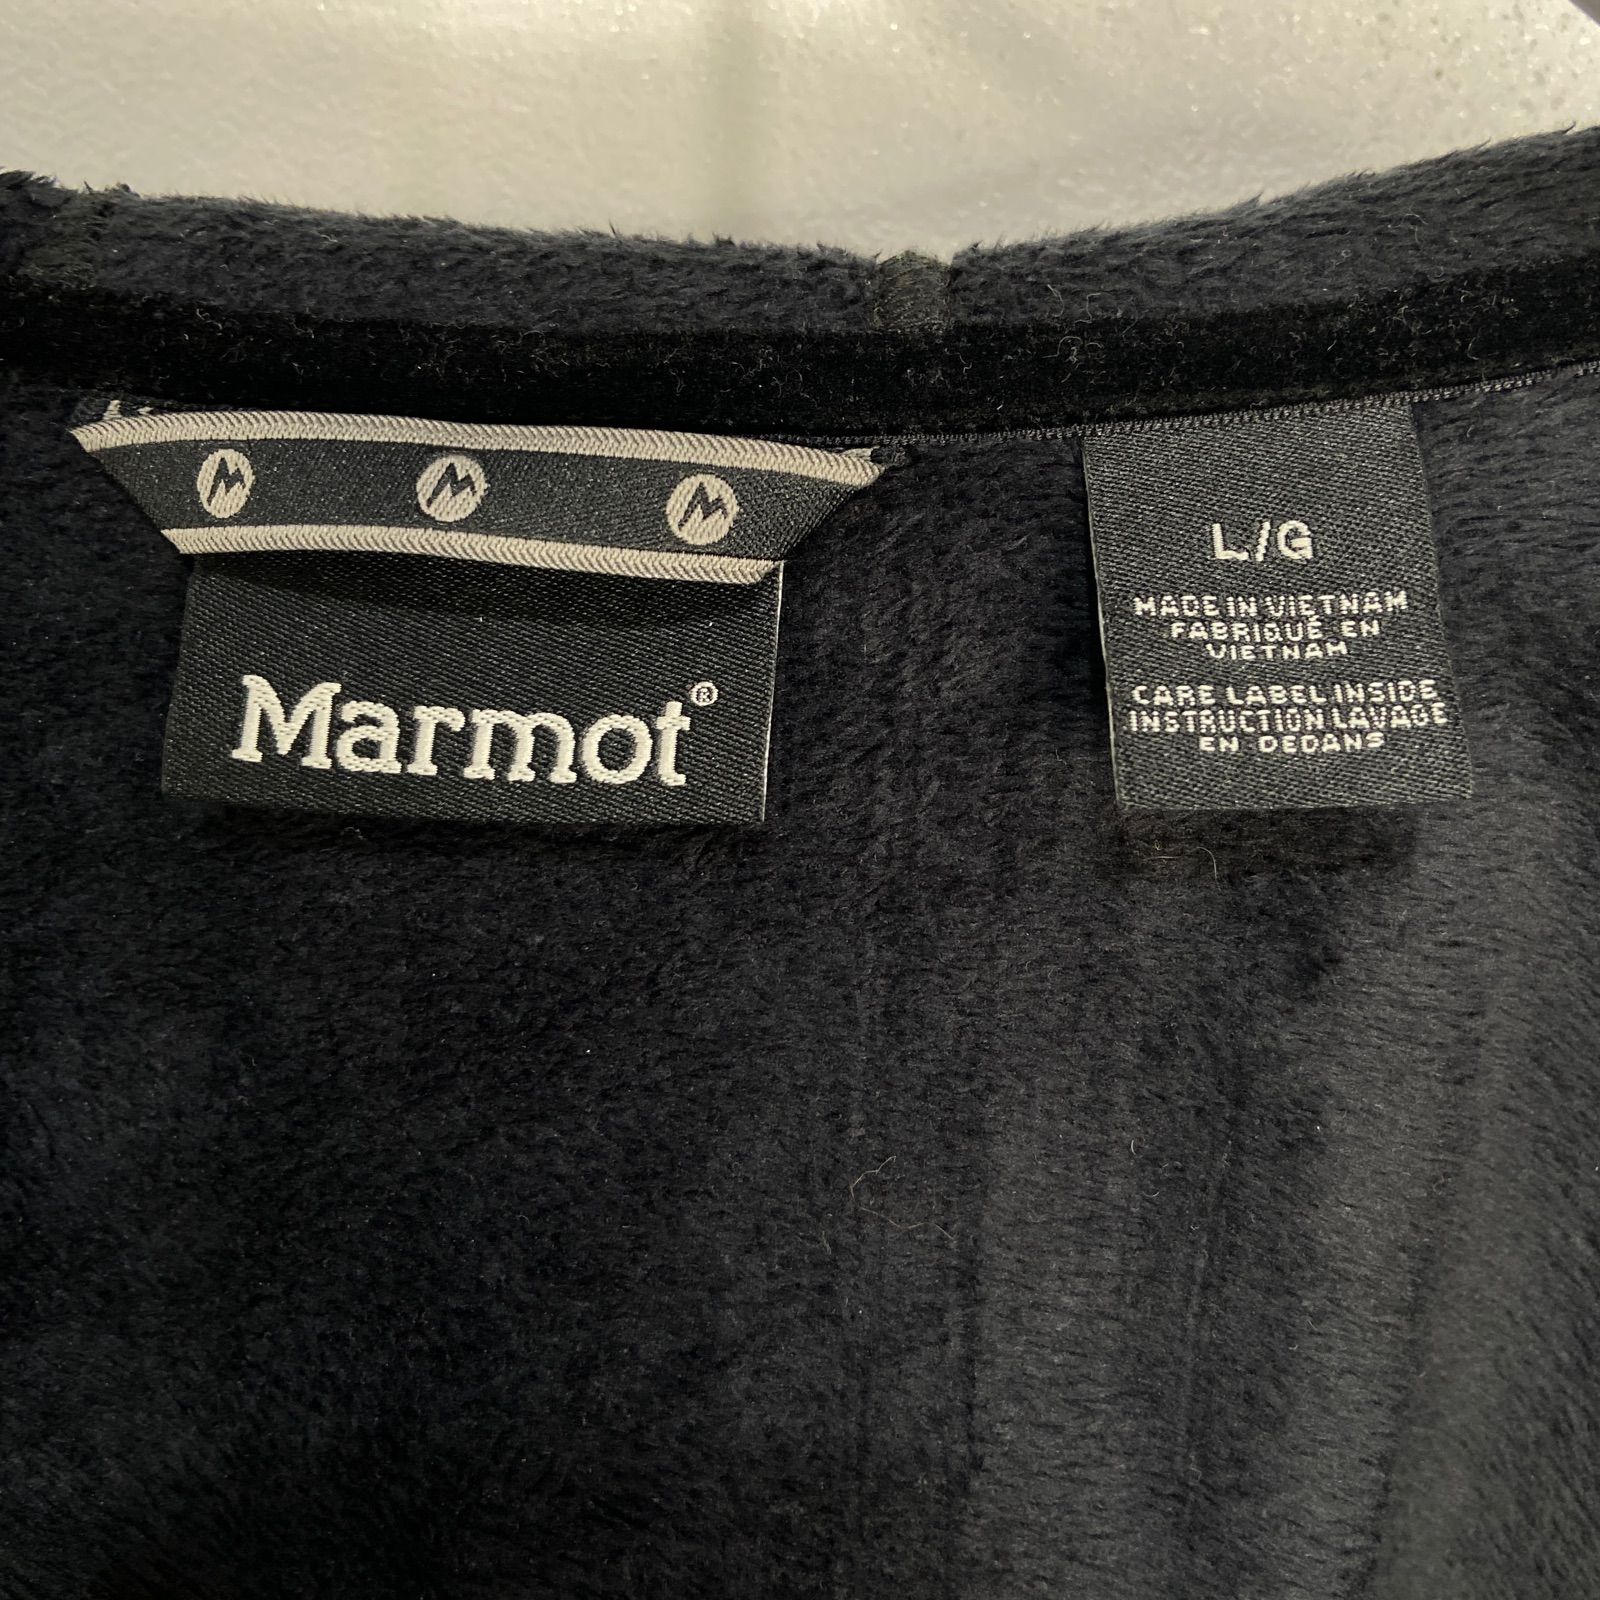 Marmot®
L/G
MADE IN VIETNAM
FABRIQUÉ EN
VIETNAM
CARE LABEL INSIDE
INSTRUCTION LAVAGE
EN DEDANS